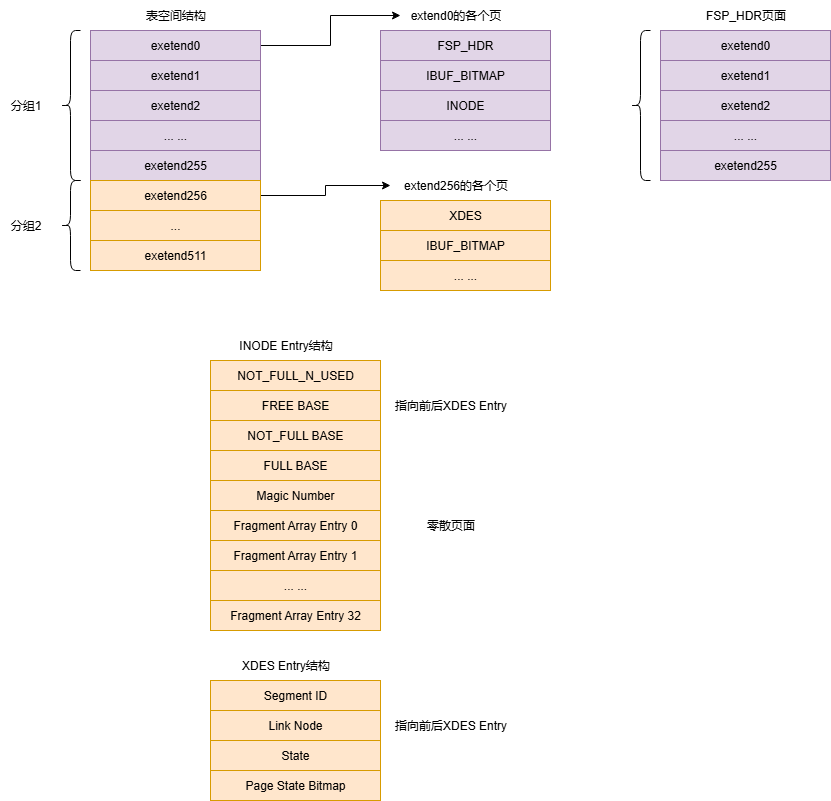 表空间结构
exetend0
exetend1
exetend2
... ...
exetend255
exetend256
...
exetend511
分组1
分组2
extend0的各个页
FSP_HDR
IBUF_BITMAP
INODE
... ...
extend256的各个页
XDES
IBUF_BITMAP
... ...
FSP_HDR页面
exetend0
exetend1
exetend2
... ...
exetend255
INODE Entry结构
NOT_FULL_N_USED
FREE BASE
指向前后XDES Entry
NOT_FULL BASE
FULL BASE
Magic Number
Fragment Array Entry 0
零散页面
Fragment Array Entry 1
... ...
Fragment Array Entry 32
XDES Entry结构
Segment ID
Link Node
指向前后XDES Entry
State
Page State Bitmap